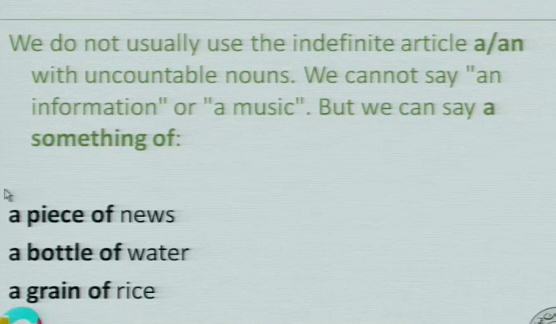 We do not usually use the indefinite article a/an
with uncountable nouns. We cannot say "an
information" or "a music". But we can say a
something of:
a piece of news
a bottle of water
a grain of rice